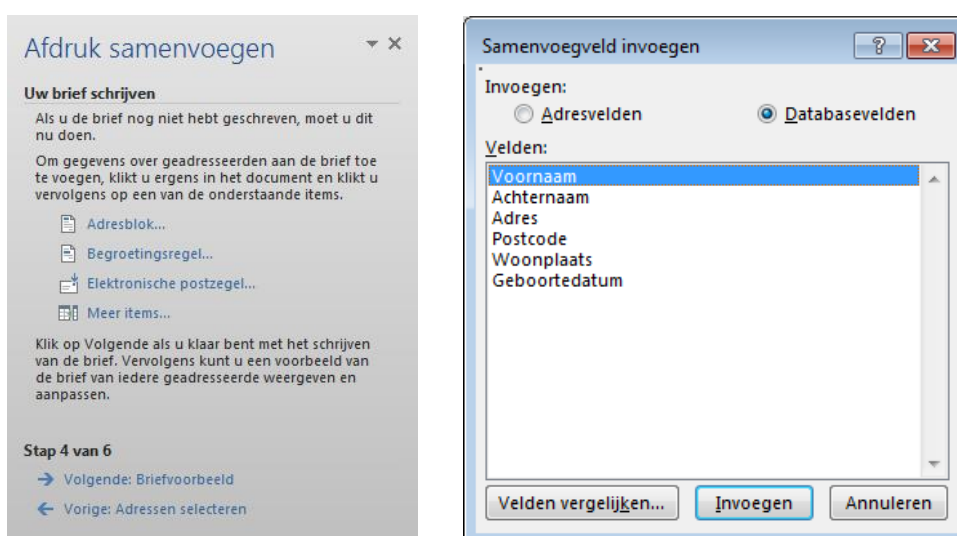 Afdruk samenvoegen
Uw brief schrijven
Als u de brief nog niet hebt geschreven, moet u dit
nu doen.
Om gegevens over geadresseerden aan de brief toe
te voegen, klikt u ergens in het document en klikt u
vervolgens op een van de onderstaande items.
Adresblok...
Begroetingsregel...
Elektronische postzegel...
Meer items...
Klik op Volgende als u klaar bent met het schrijven
van de brief. Vervolgens kunt u een voorbeeld van
de brief van iedere geadresseerde weergeven en
aanpassen.
Stap 4 van 6
Volgende: Briefvoorbeeld
Vorige: Adressen selecteren
Samenvoegveld invoegen
Invoegen:
Adresvelden Databasevelden
Velden:
Voornaam
Achternaam
Adres
Postcode
Woonplaats
Geboortedatum
Velden vergelijken... Invoegen Annuleren